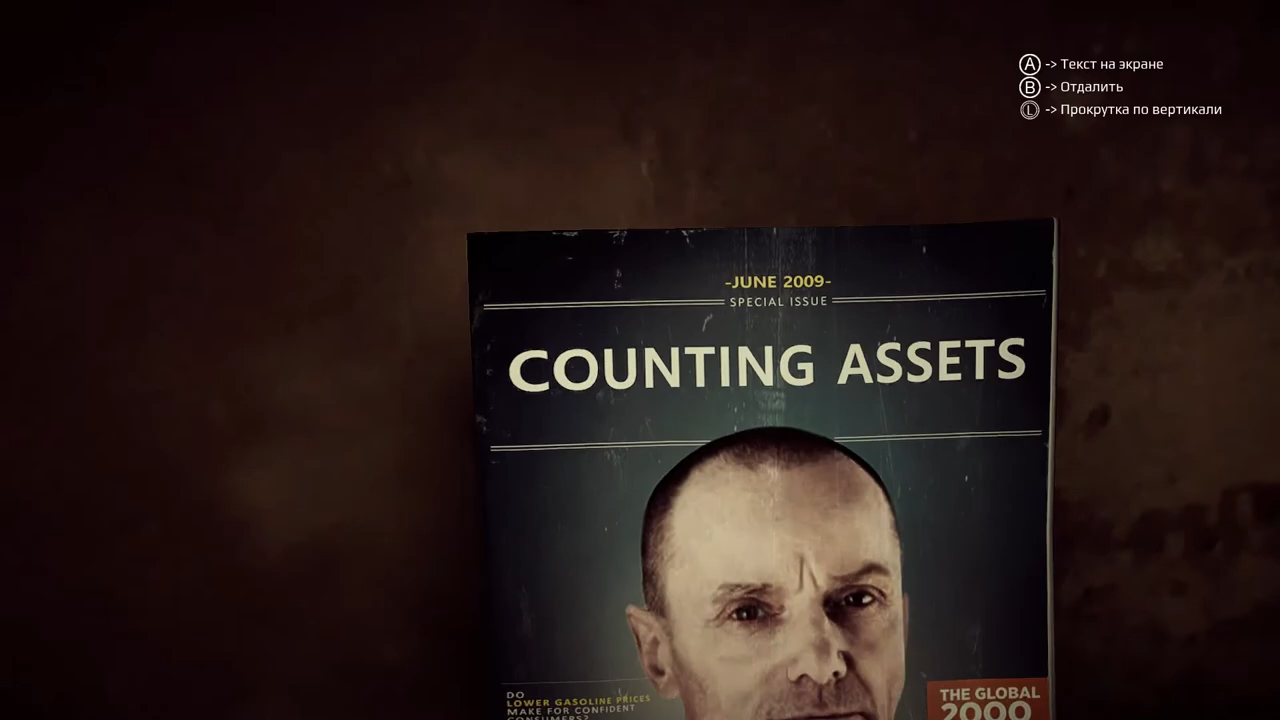 A -> Текст на экране
B -> Отдалить
L -> Прокрутка по вертикали
-JUNE 2009-
SPECIAL ISSUE
COUNTING ASSETS
DO
LOWER GASOLINE PRICES
MAKE FOR CONFIDENT
CONSUMERS?
THE GLOBAL
2000